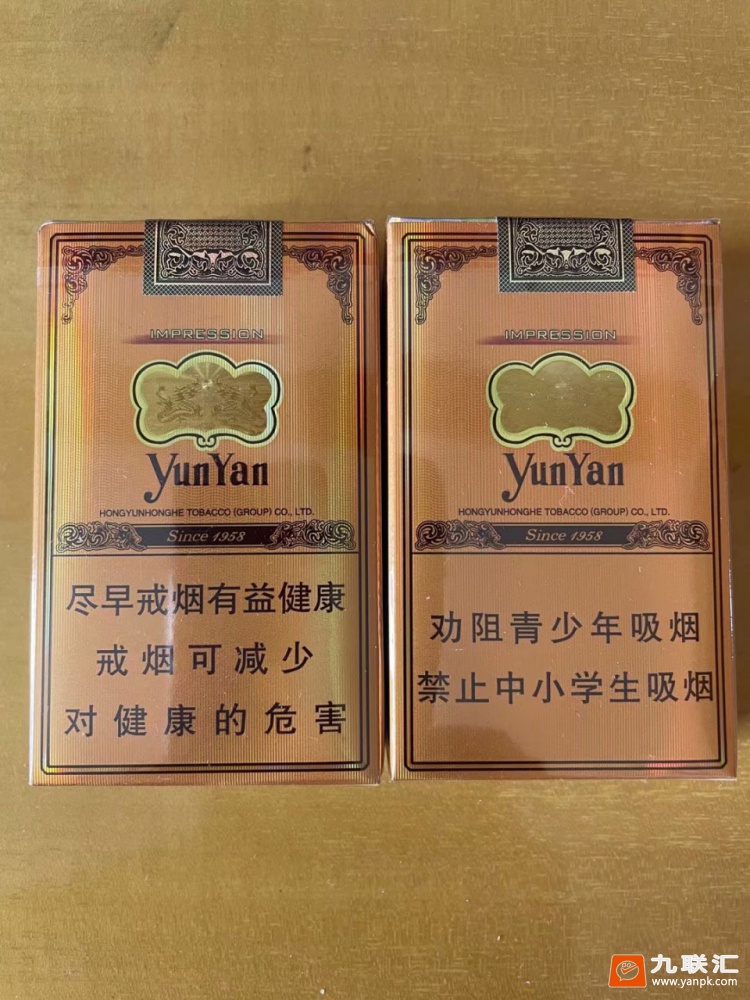 IMPRESSION
YunYan
HONGYUNHONGHE TOBACCO (GROUP) CO., LTD.
Since 1958
尽早戒烟有益健康
戒烟可减少
对健康的危害
IMPRESSION
YunYan
HONGYUNHONGHE TOBACCO (GROUP) CO., LTD.
Since 1958
劝阻青少年吸烟
禁止中小学生吸烟
九联汇
www.yanpk.com